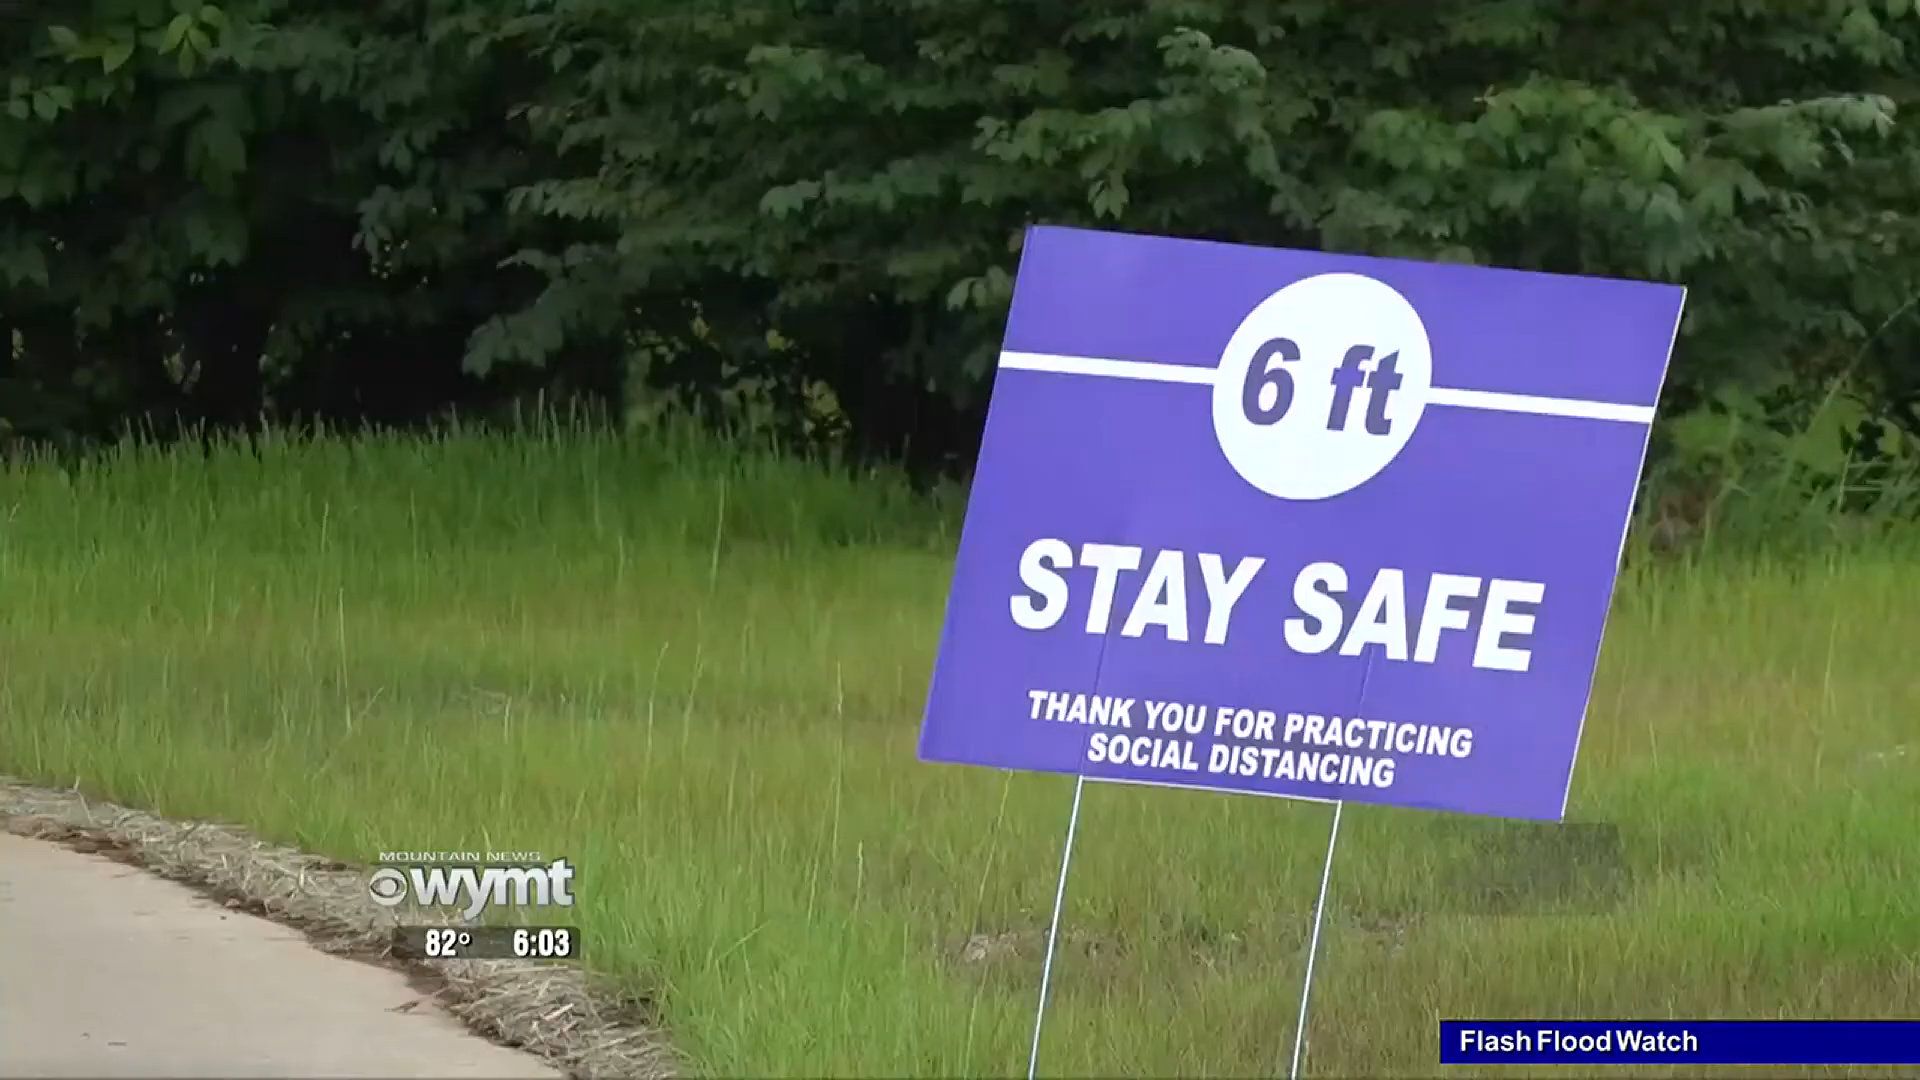 6 ft
STAY SAFE
THANK YOU FOR PRACTICING
SOCIAL DISTANCING
MOUNTAIN NEWS
wymt
82° 6:03
Flash Flood Watch